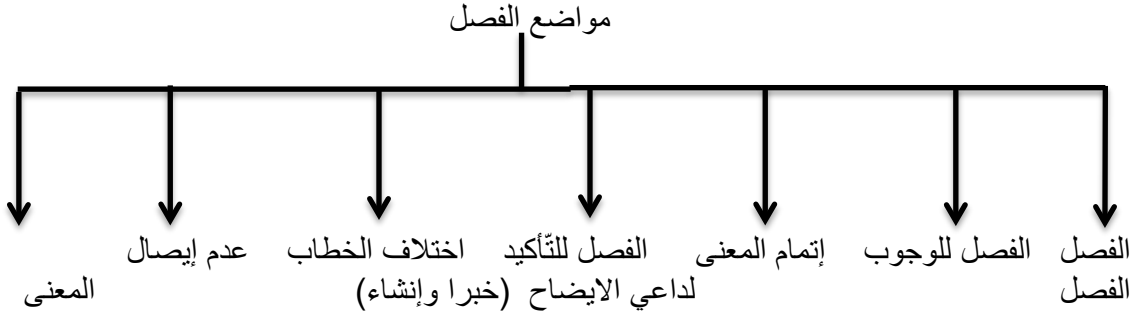 مواضع الفصل
الفصل الفصل للوجوب إتمام المعنى الفصل للتّأكيد اختلاف الخطاب عدم إيصال
الفصل لداعي الايضاح (خبرا وإنشاء) المعنى